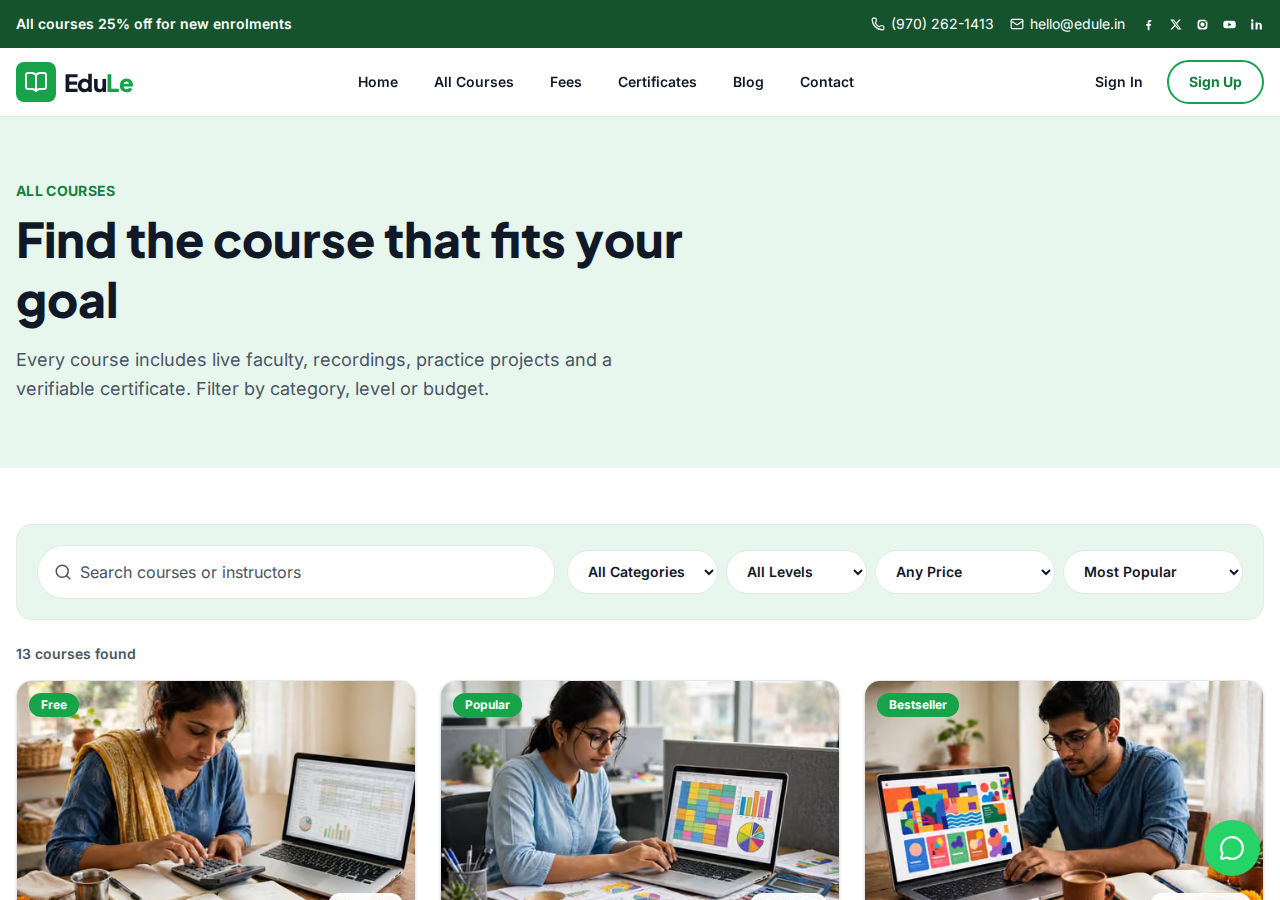 All courses 25% off for new enrolments
(970) 262-1413
hello@edule.in
EduLe
Home
All Courses
Fees
Certificates
Blog
Contact
Sign In
Sign Up
ALL COURSES
Find the course that fits your
goal
Every course includes live faculty, recordings, practice projects and a
verifiable certificate. Filter by category, level or budget.
Search courses or instructors
All Categories
All Levels
Any Price
Most Popular
13 courses found
Free
Popular
Bestseller